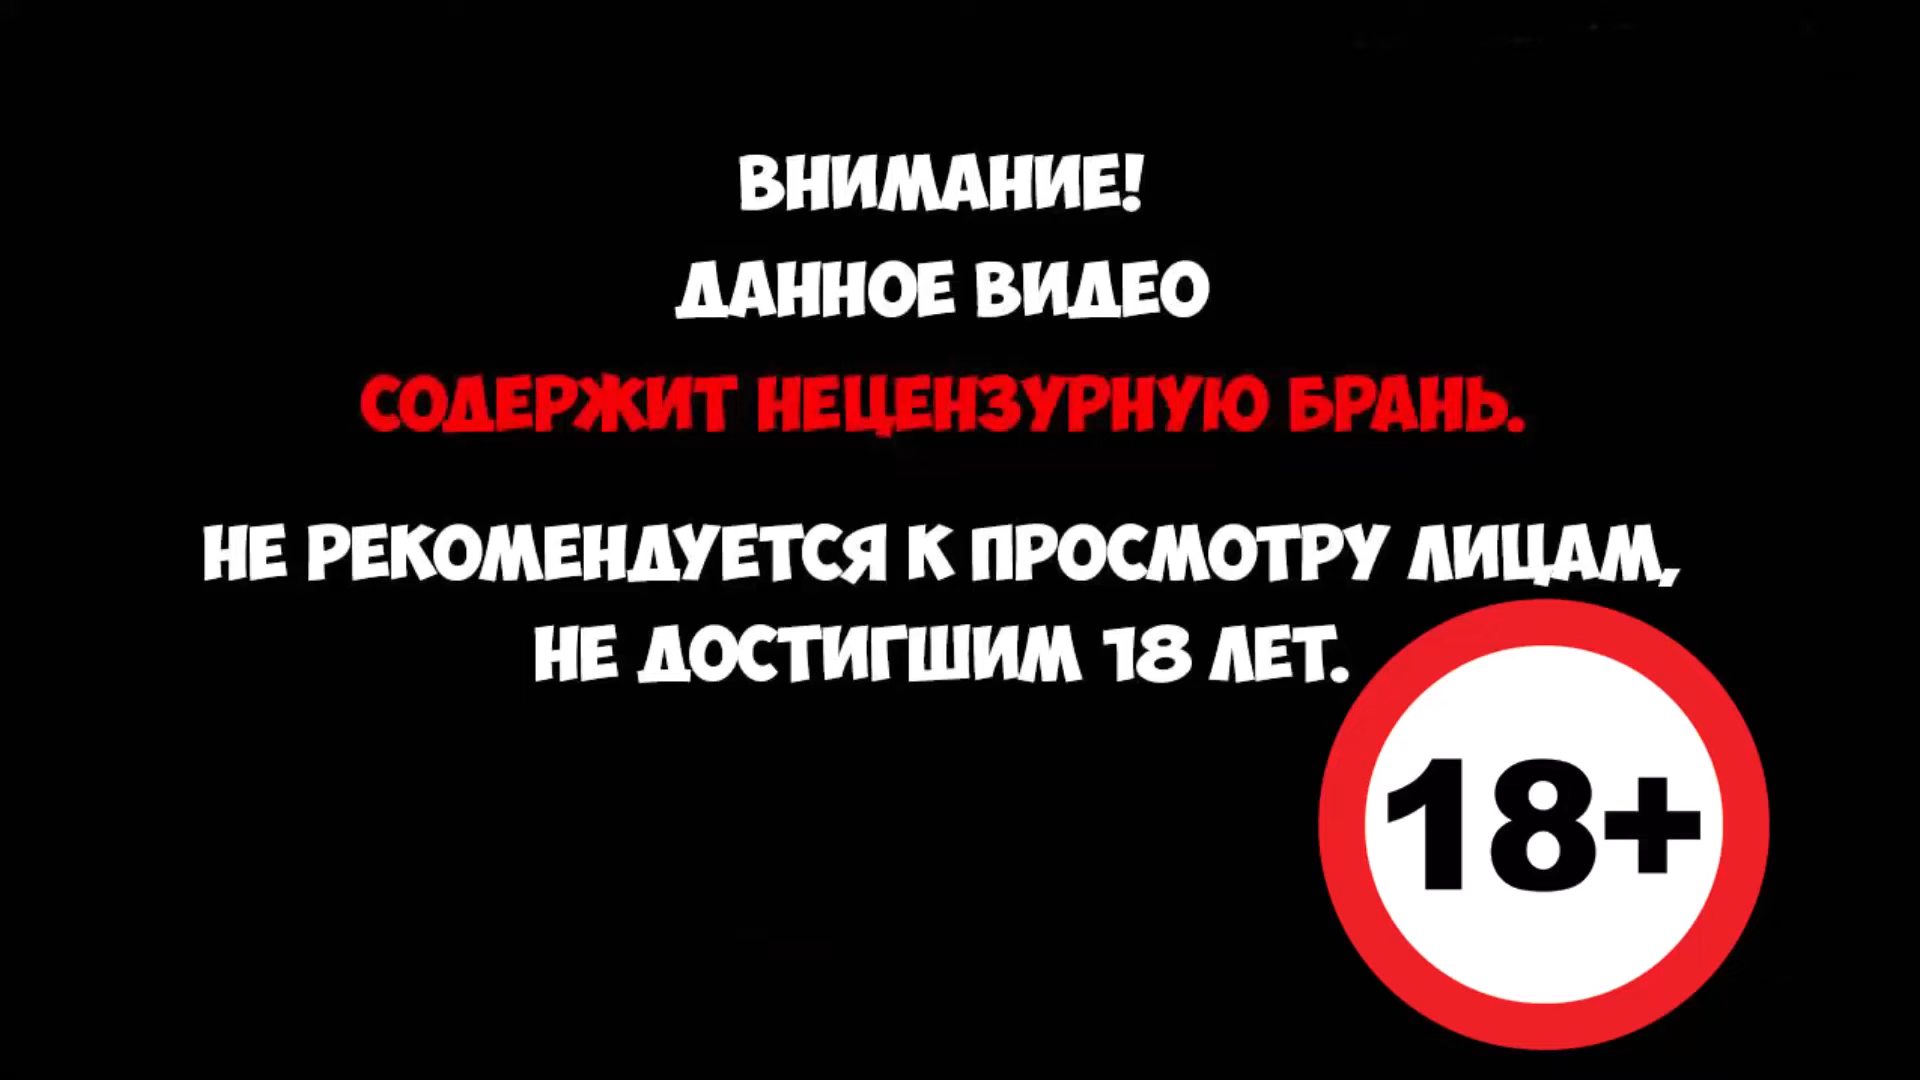 ВНИМАНИЕ!
ДАННОЕ ВИДЕО
СОДЕРЖИТ НЕЦЕНЗУРНУЮ БРАНЬ.
НЕ РЕКОМЕНДУЕТСЯ К ПРОСМОТРУ ЛИЦАМ,
НЕ ДОСТИГШИМ 18 ЛЕТ.
18+